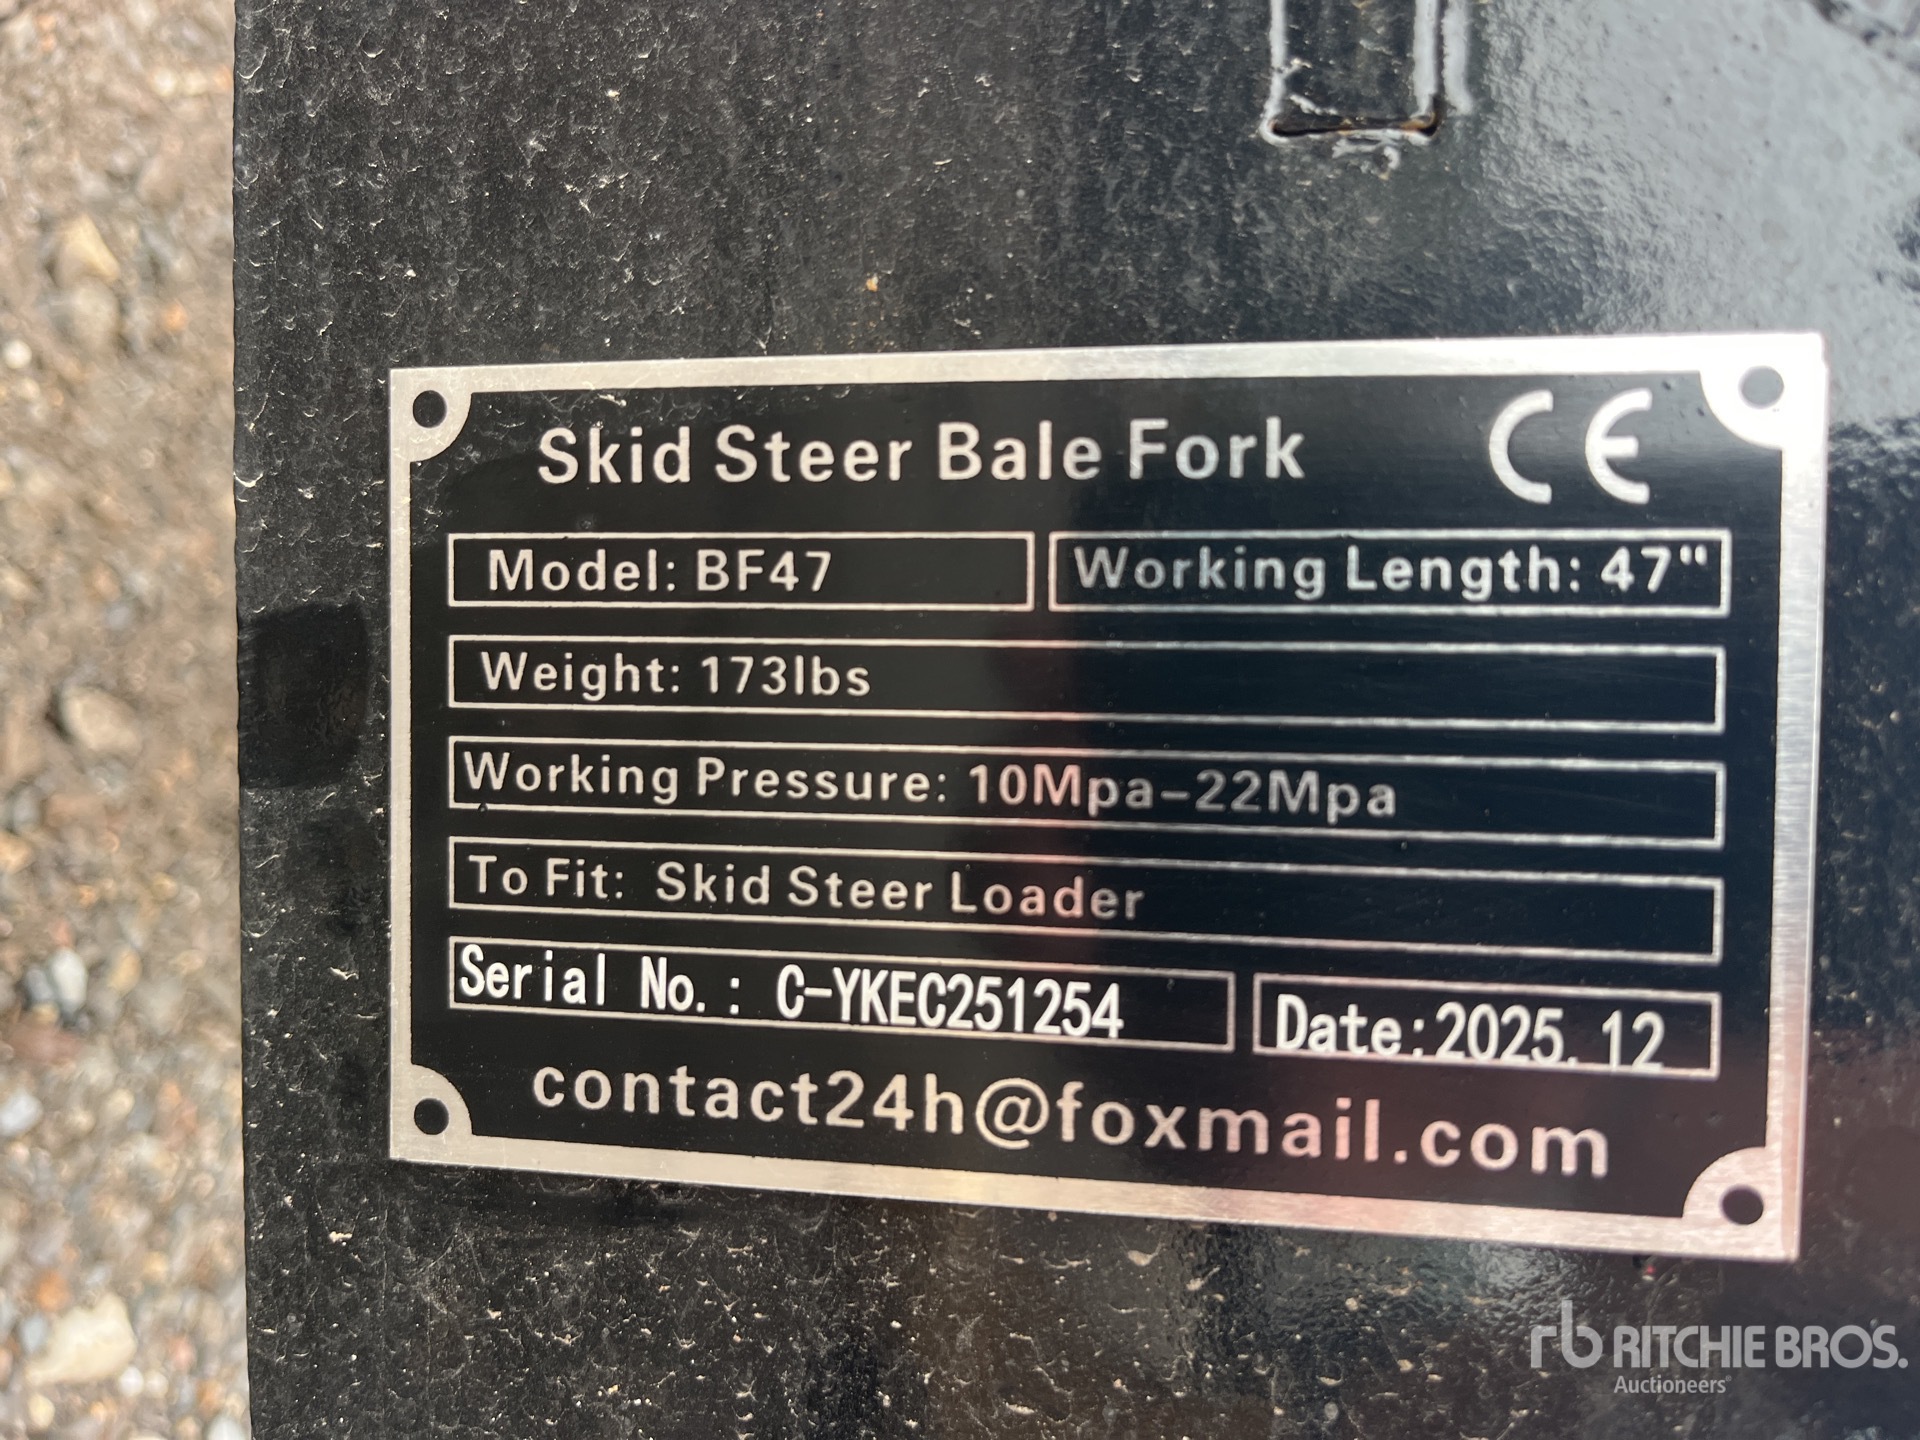 Skid Steer Bale Fork CE
Model: BF47 Working Length: 47"
Weight: 173lbs
Working Pressure: 10Mpa-22Mpa
To Fit: Skid Steer Loader
Serial No.: C-YKEC251254 Date:2025.12
contact24h@foxmail.com
rb RITCHIE BROS.
Auctioneers